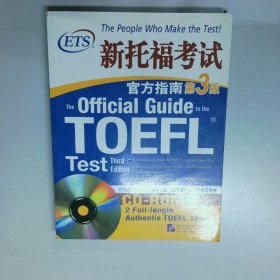 ETS
The People Who Make the Test!
新托福考试
官方指南 第3版
The Official Guide to the
TOEFL®
Test Third Edition
CD-ROM
2 Full-length
Authentic TOEFL Tests